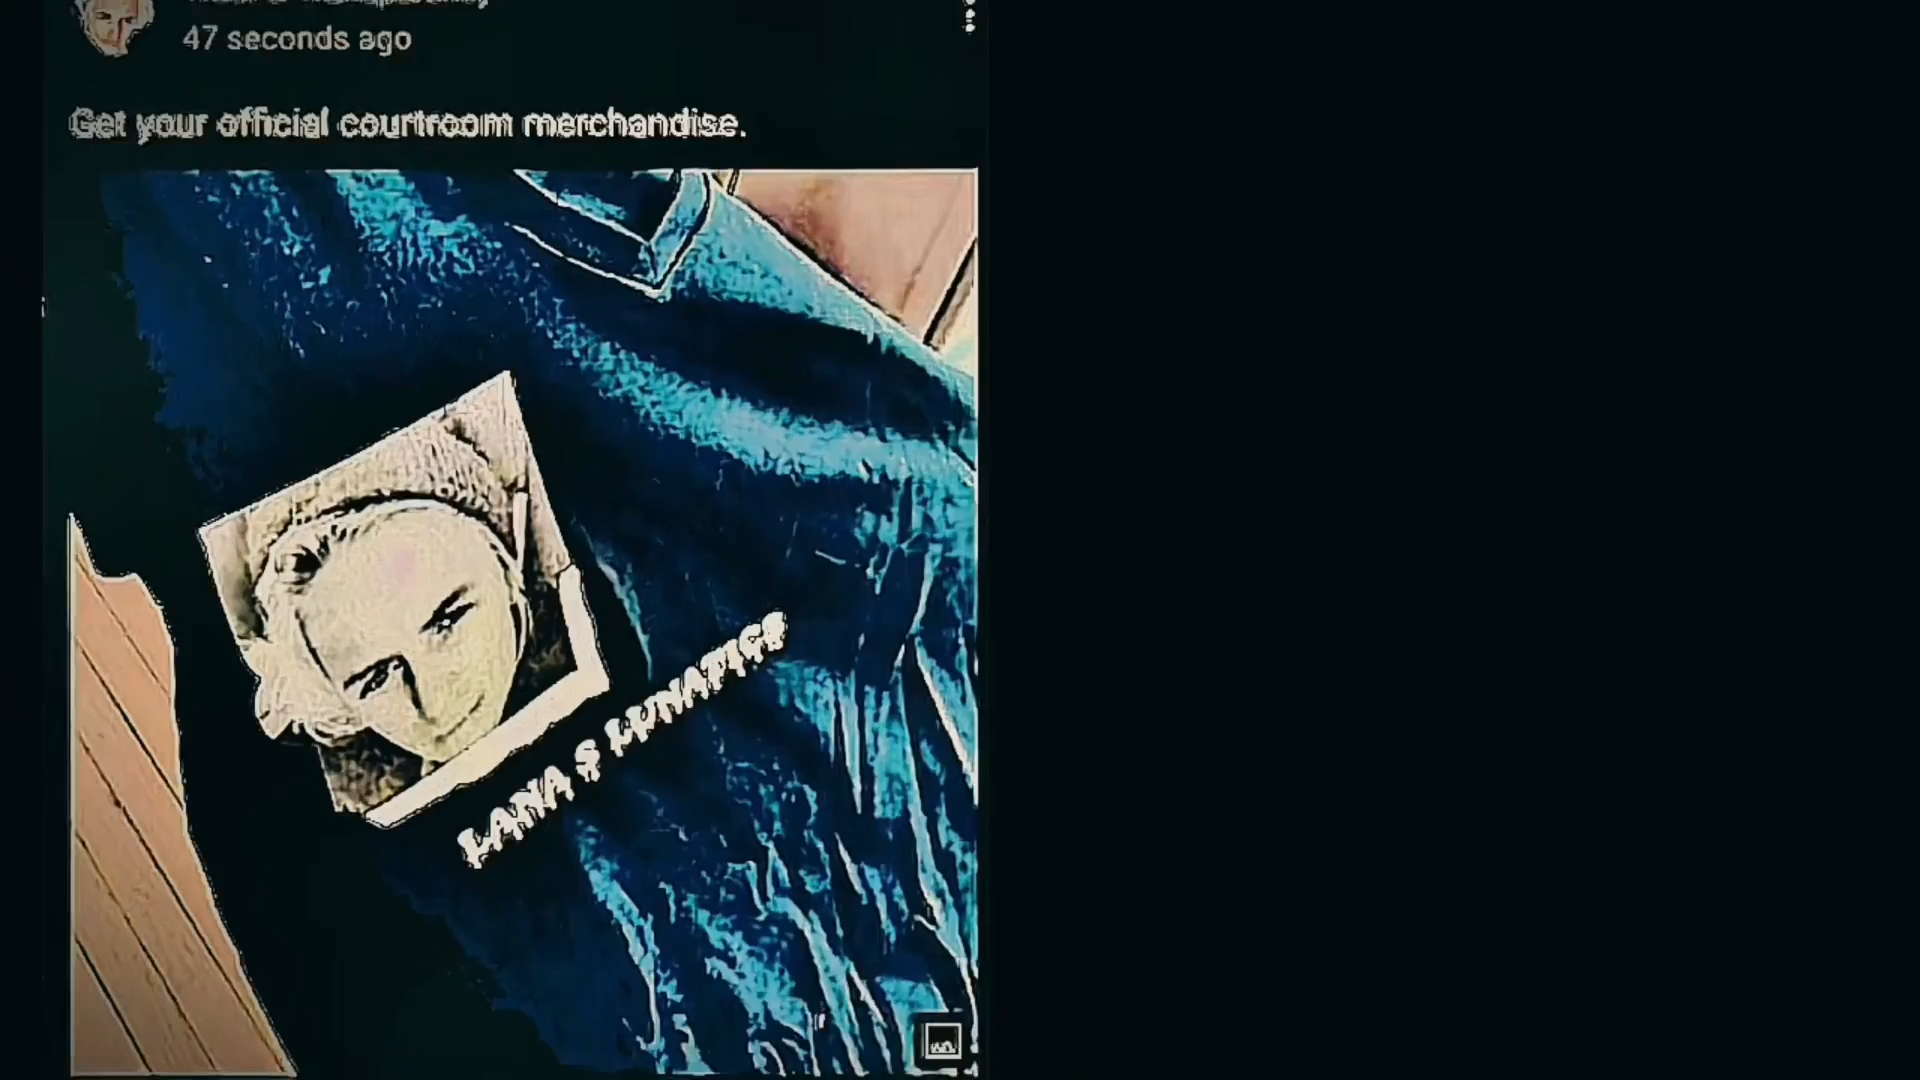 47 seconds ago
Get your official courtroom merchandise.
LANA S LUNATICS